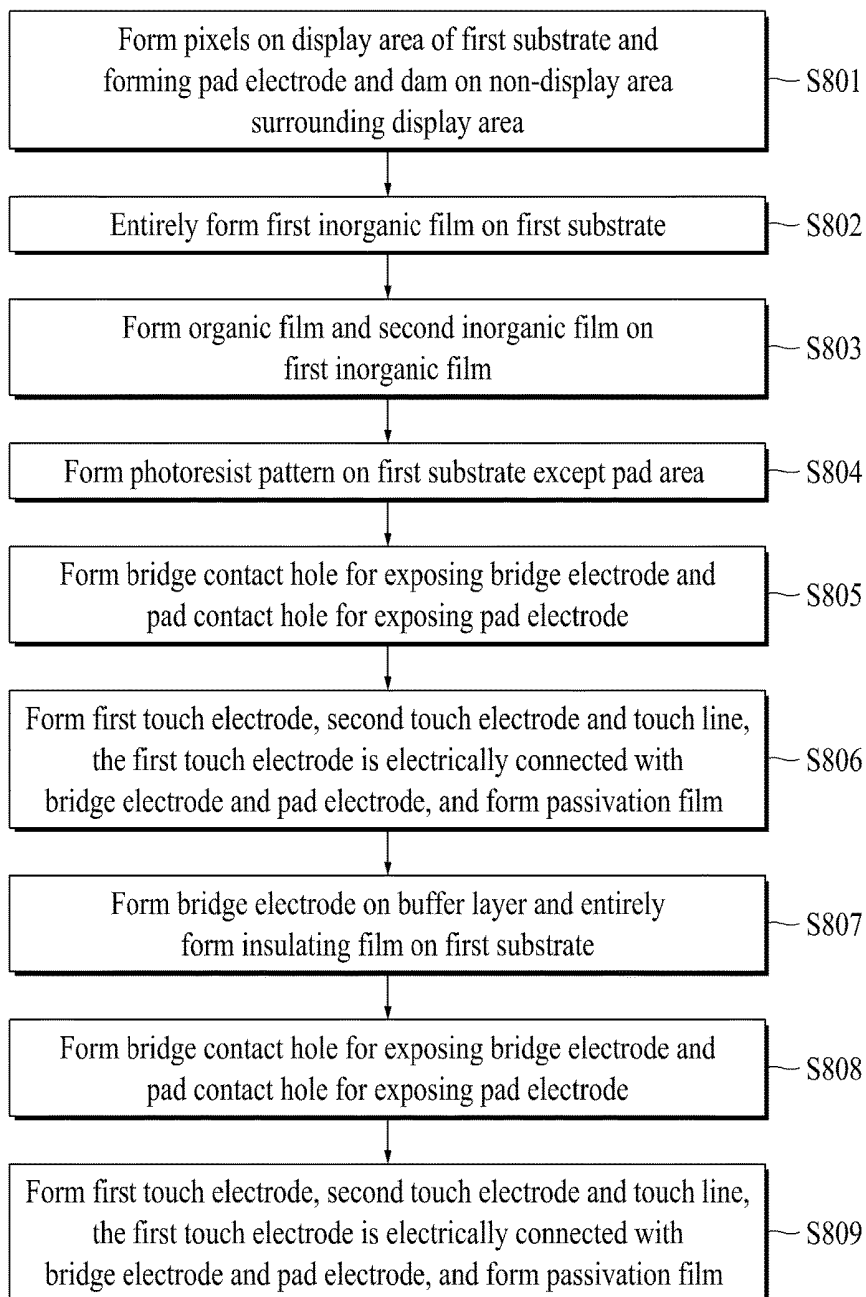 Form pixels on display area of first substrate and
forming pad electrode and dam on non-display area
surrounding display area
S801
Entirely form first inorganic film on first substrate
S802
Form organic film and second inorganic film on
first inorganic film
S803
Form photoresist pattern on first substrate except pad area
S804
Form bridge contact hole for exposing bridge electrode and
pad contact hole for exposing pad electrode
S805
Form first touch electrode, second touch electrode and touch line,
the first touch electrode is electrically connected with
bridge electrode and pad electrode, and form passivation film
S806
Form bridge electrode on buffer layer and entirely
form insulating film on first substrate
S807
Form bridge contact hole for exposing bridge electrode and
pad contact hole for exposing pad electrode
S808
Form first touch electrode, second touch electrode and touch line,
the first touch electrode is electrically connected with
bridge electrode and pad electrode, and form passivation film
S809